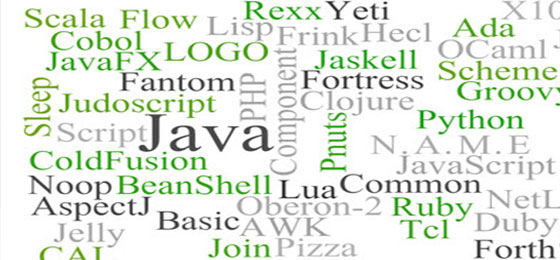 Scala Flow Lisp Rexx Yeti X10
Cobol Frink Hecl Ada
JavaFX LOGO Jaskell OCaml
Fantom PHP Component Fortress Scheme
Sleep Judoscript Clojure Groovy
Script Java Pnuts Python
N.A.M.E
ColdFusion JavaScript
Noop BeanShell Lua Common NetL
AspectJ Oberon-2 Ruby
Jelly Basic AWK Tcl Duby
Join Pizza Forth